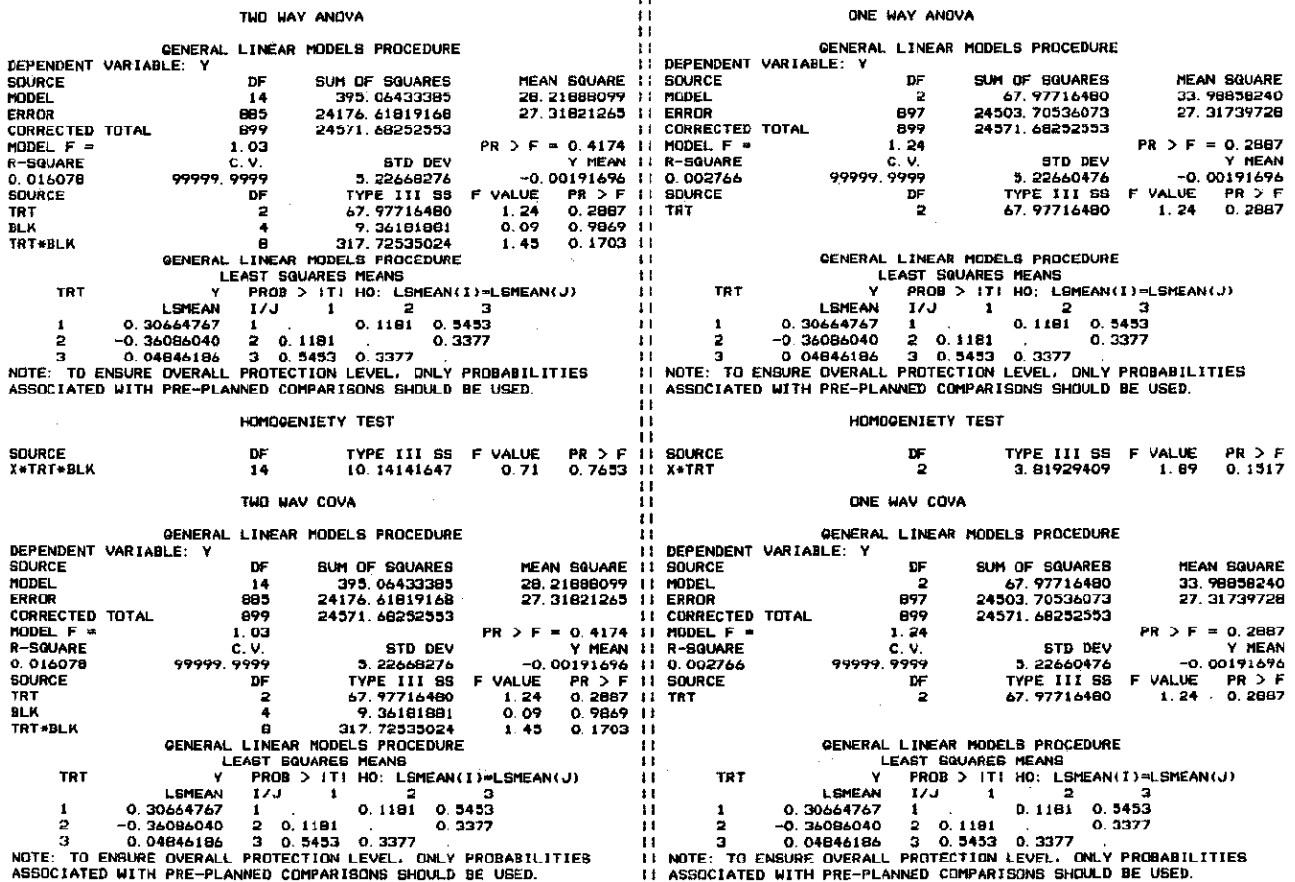 TWO WAY ANOVA
GENERAL LINEAR MODELS PROCEDURE
DEPENDENT VARIABLE: Y
SOURCE DF SUM OF SQUARES MEAN SQUARE
MODEL 14 395.06433385 28.21888099
ERROR 885 24176.61819168 27.31821265
CORRECTED TOTAL 899 24571.68252553
MODEL F = 1.03 PR > F = 0.4174
R-SQUARE C.V. STD DEV Y MEAN
0.016078 99999.9999 5.22668276 -0.00191696
SOURCE DF TYPE III SS F VALUE PR > F
TRT 2 67.97716480 1.24 0.2887
BLK 4 9.36181881 0.09 0.9869
TRT*BLK 8 317.72535024 1.45 0.1703
GENERAL LINEAR MODELS PROCEDURE
LEAST SQUARES MEANS
TRT Y PROB > |T| HO: LSMEAN(I)=LSMEAN(J)
LSMEAN I/J 1 2 3
1 0.30664767 1 . 0.1181 0.5453
2 -0.36086040 2 0.1181 . 0.3377
3 0.04846186 3 0.5453 0.3377 .
NOTE: TO ENSURE OVERALL PROTECTION LEVEL, ONLY PROBABILITIES
ASSOCIATED WITH PRE-PLANNED COMPARISONS SHOULD BE USED.
HOMOGENIETY TEST
SOURCE DF TYPE III SS F VALUE PR > F
X*TRT*BLK 14 10.14141647 0.71 0.7653
TWO WAY COVA
GENERAL LINEAR MODELS PROCEDURE
DEPENDENT VARIABLE: Y
SOURCE DF SUM OF SQUARES MEAN SQUARE
MODEL 14 395.06433385 28.21888099
ERROR 885 24176.61819168 27.31821265
CORRECTED TOTAL 899 24571.68252553
MODEL F = 1.03 PR > F = 0.4174
R-SQUARE C.V. STD DEV Y MEAN
0.016078 99999.9999 5.22668276 -0.00191696
SOURCE DF TYPE III SS F VALUE PR > F
TRT 2 67.97716480 1.24 0.2887
BLK 4 9.36181881 0.09 0.9869
TRT*BLK 8 317.72535024 1.45 0.1703
GENERAL LINEAR MODELS PROCEDURE
LEAST SQUARES MEANS
TRT Y PROB > |T| HO: LSMEAN(I)=LSMEAN(J)
LSMEAN I/J 1 2 3
1 0.30664767 1 . 0.1181 0.5453
2 -0.36086040 2 0.1181 . 0.3377
3 0.04846186 3 0.5453 0.3377 .
NOTE: TO ENSURE OVERALL PROTECTION LEVEL, ONLY PROBABILITIES
ASSOCIATED WITH PRE-PLANNED COMPARISONS SHOULD BE USED.
ONE WAY ANOVA
GENERAL LINEAR MODELS PROCEDURE
DEPENDENT VARIABLE: Y
SOURCE DF SUM OF SQUARES MEAN SQUARE
MODEL 2 67.97716480 33.98858240
ERROR 897 24503.70536073 27.31739728
CORRECTED TOTAL 899 24571.68252553
MODEL F = 1.24 PR > F = 0.2887
R-SQUARE C.V. STD DEV Y MEAN
0.002766 99999.9999 5.22660476 -0.00191696
SOURCE DF TYPE III SS F VALUE PR > F
TRT 2 67.97716480 1.24 0.2887
GENERAL LINEAR MODELS PROCEDURE
LEAST SQUARES MEANS
TRT Y PROB > |T| HO: LSMEAN(I)=LSMEAN(J)
LSMEAN I/J 1 2 3
1 0.30664767 1 . 0.1181 0.5453
2 -0.36086040 2 0.1181 . 0.3377
3 0 04846186 3 0.5453 0.3377 .
NOTE: TO ENSURE OVERALL PROTECTION LEVEL, ONLY PROBABILITIES
ASSOCIATED WITH PRE-PLANNED COMPARISONS SHOULD BE USED.
HOMOGENIETY TEST
SOURCE DF TYPE III SS F VALUE PR > F
X*TRT 2 3.81929409 1.89 0.1517
ONE WAY COVA
GENERAL LINEAR MODELS PROCEDURE
DEPENDENT VARIABLE: Y
SOURCE DF SUM OF SQUARES MEAN SQUARE
MODEL 2 67.97716480 33.98858240
ERROR 897 24503.70536073 27.31739728
CORRECTED TOTAL 899 24571.68252553
MODEL F = 1.24 PR > F = 0.2887
R-SQUARE C.V. STD DEV Y MEAN
0.002766 99999.9999 5.22660476 -0.00191696
SOURCE DF TYPE III SS F VALUE PR > F
TRT 2 67.97716480 1.24 0.2887
GENERAL LINEAR MODELS PROCEDURE
LEAST SQUARES MEANS
TRT Y PROB > |T| HO: LSMEAN(I)=LSMEAN(J)
LSMEAN I/J 1 2 3
1 0.30664767 1 . 0.1181 0.5453
2 -0.36086040 2 0.1181 . 0.3377
3 0.04846186 3 0.5453 0.3377 .
NOTE: TO ENSURE OVERALL PROTECTION LEVEL, ONLY PROBABILITIES
ASSOCIATED WITH PRE-PLANNED COMPARISONS SHOULD BE USED.